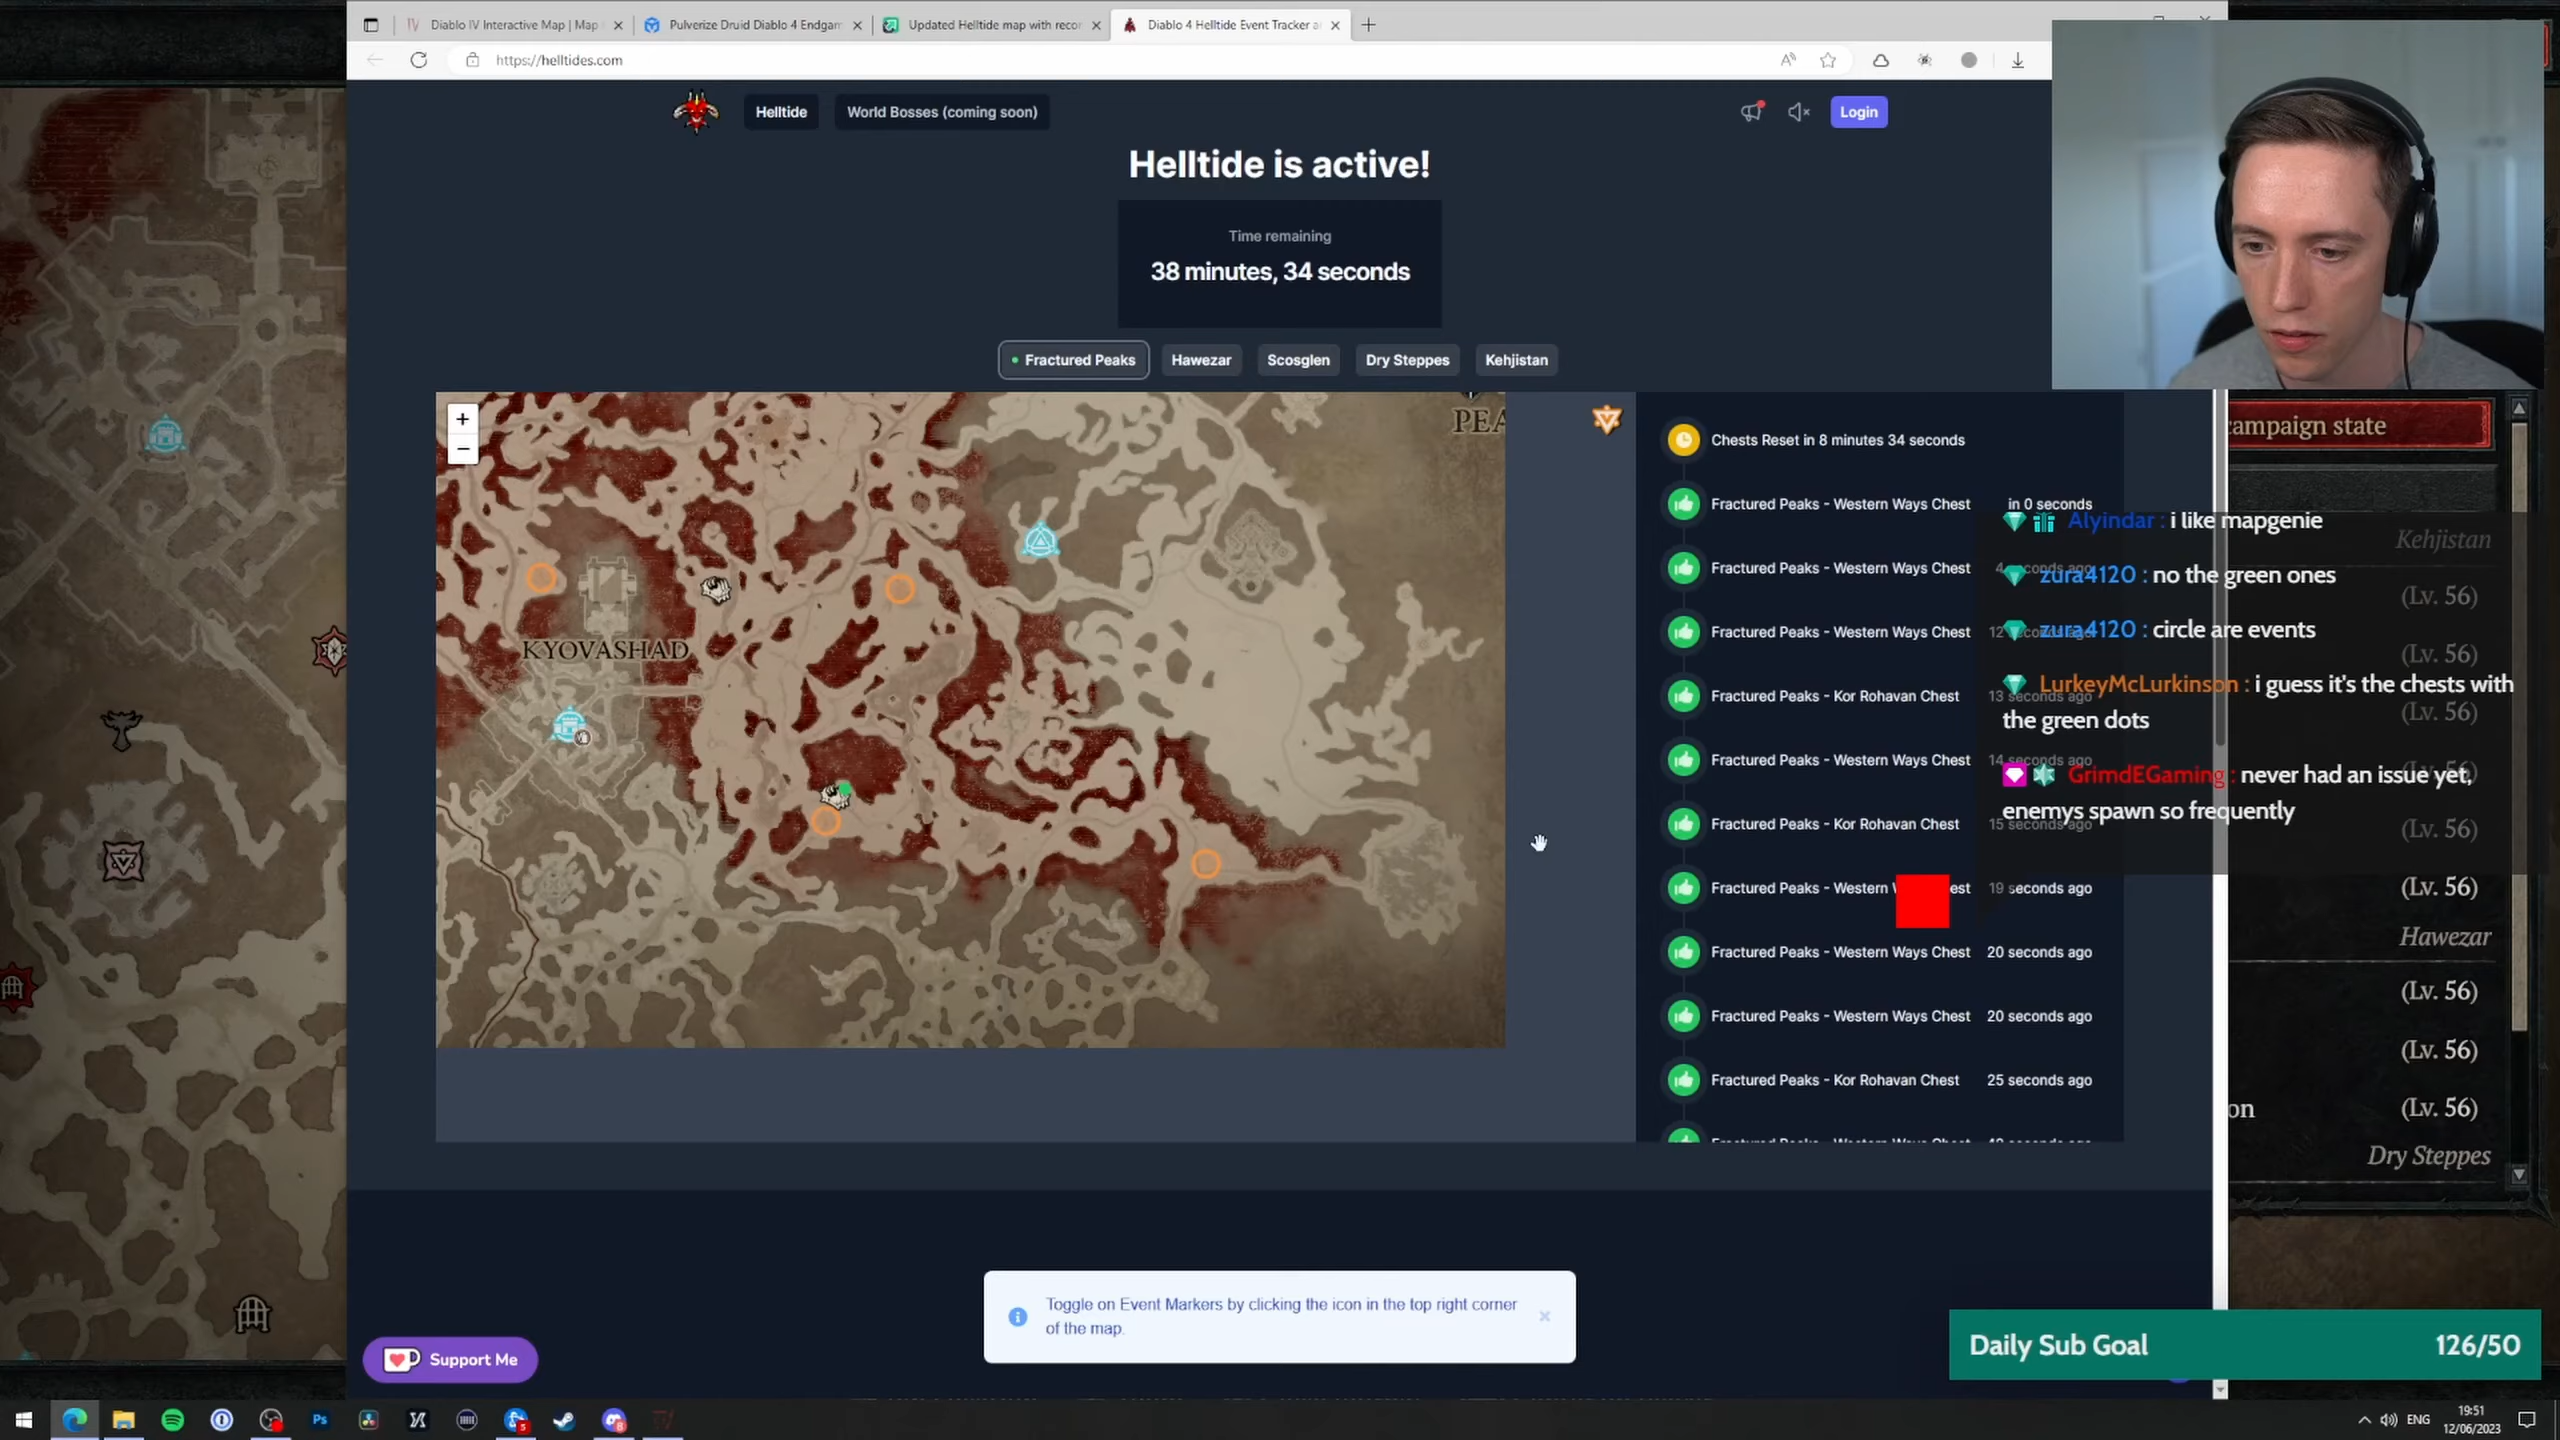 Diablo IV Interactive Map | Map
Pulverize Druid Diablo 4 Endgam
Updated Helltide map with recor
Diablo 4 Helltide Event Tracker a
https://helltides.com
Helltide
World Bosses (coming soon)
Login
Helltide is active!
Time remaining
38 minutes, 34 seconds
Fractured Peaks
Hawezar
Scosglen
Dry Steppes
Kehjistan
PEA
KYOVASHAD
Chests Reset in 8 minutes 34 seconds
Fractured Peaks - Western Ways Chest in 0 seconds
Fractured Peaks - Western Ways Chest
Fractured Peaks - Western Ways Chest
Fractured Peaks - Kor Rohavan Chest 13 seconds ago
Fractured Peaks - Western Ways Chest 14 seconds ago
Fractured Peaks - Kor Rohavan Chest 15 seconds ago
Fractured Peaks - Western est 19 seconds ago
Fractured Peaks - Western Ways Chest 20 seconds ago
Fractured Peaks - Western Ways Chest 20 seconds ago
Fractured Peaks - Kor Rohavan Chest 25 seconds ago
Alyindar : i like mapgenie
zura4120 : no the green ones
zura4120 : circle are events
LurkeyMcLurkinson : i guess it's the chests with
the green dots
GrimdEGaming : never had an issue yet,
enemys spawn so frequently
campaign state
Kehjistan
(Lv. 56)
(Lv. 56)
(Lv. 56)
(Lv. 56)
(Lv. 56)
(Lv. 56)
Hawezar
(Lv. 56)
(Lv. 56)
on (Lv. 56)
Dry Steppes
Toggle on Event Markers by clicking the icon in the top right corner
of the map.
Support Me
Daily Sub Goal 126/50
Ps
ENG
19:51
12/06/2023